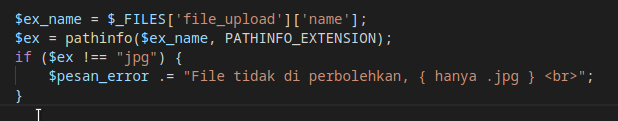 $ex_name = $_FILES['file_upload']['name'];
$ex = pathinfo($ex_name, PATHINFO_EXTENSION);
if ($ex !== "jpg") {
    $pesan_error .= "File tidak di perbolehkan, { hanya .jpg } <br>";
}